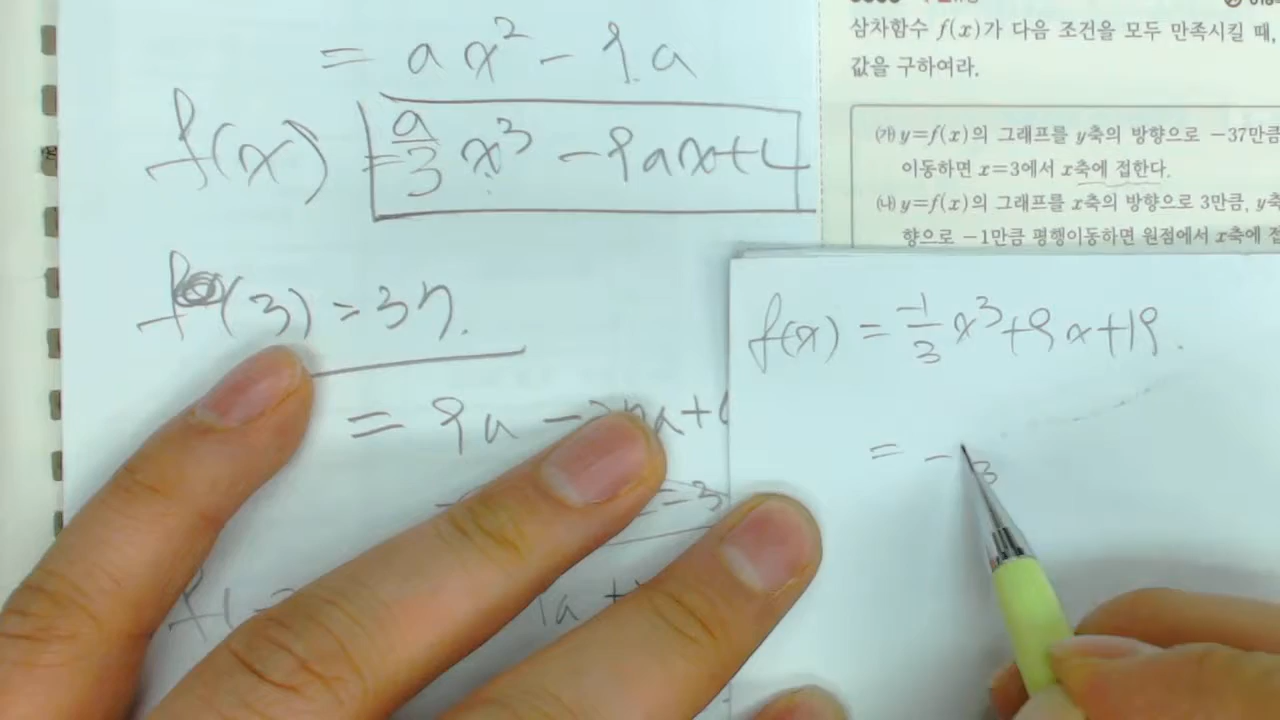 = ax² - 9a
f(x) = a/3 x³ - 9ax + C
f(3) = 37.
= 9a - 27a +
= -3
삼차함수 f(x)가 다음 조건을 모두 만족시킬 때,
값을 구하여라.
㈎ y=f(x)의 그래프를 y축의 방향으로 -37만큼
이동하면 x=3에서 x축에 접한다.
㈏ y=f(x)의 그래프를 x축의 방향으로 3만큼, y축
향으로 -1만큼 평행이동하면 원점에서 x축에 접
f(x) = -1/3 x³ + 9x + 19.
= - 3